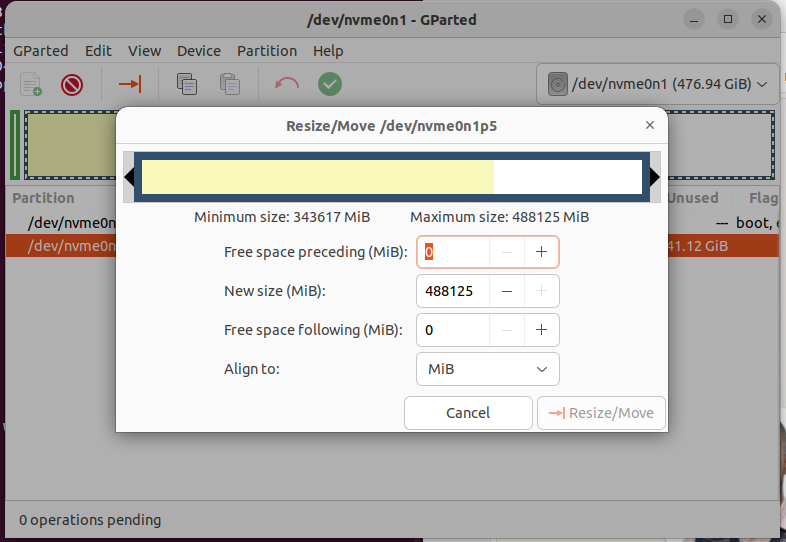 /dev/nvme0n1 - GParted
GParted Edit View Device Partition Help
/dev/nvme0n1 (476.94 GiB)
Resize/Move /dev/nvme0n1p5
Partition Unused Flag
Minimum size: 343617 MiB Maximum size: 488125 MiB
/dev/nvme0n --- boot, e
/dev/nvme0n 41.12 GiB
Free space preceding (MiB): 0
New size (MiB): 488125
Free space following (MiB): 0
Align to: MiB
Cancel Resize/Move
0 operations pending